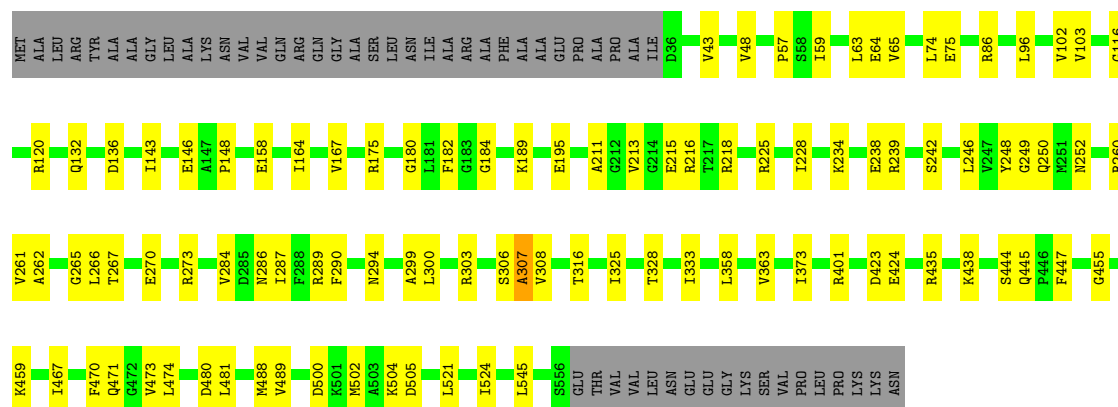 MET ALA LEU ARG TYR ALA ALA GLY LEU ALA LYS ASN VAL VAL GLN ARG GLN GLY ALA SER LEU ASN ILE ALA ARG ALA PHE ALA ALA GLU PRO ALA PRO ALA ILE D36 V43 V48 P57 S58 I59 L63 E64 V65 L74 E75 R86 L96 V102 V103
R120 Q132 D136 I143 E146 A147 P148 E158 I164 V167 R175 G180 L181 F182 G183 G184 K189 E195 A211 G212 V213 G214 E215 R216 T217 R218 R225 I228 K234 E238 R239 S242 L246 V247 Y248 G249 Q250 M251 N252
V261 A262 G265 L266 T267 E270 R273 V284 D285 N286 I287 F288 R289 F290 N294 A299 L300 R303 S306 A307 V308 T316 I325 T328 I333 L358 V363 I373 R401 D423 E424 R435 K438 S444 Q445 P446 F447 G455
K459 I467 F470 Q471 G472 V473 L474 D480 L481 M488 V489 D500 K501 M502 A503 K504 D505 L521 I524 L545 S556 GLU THR VAL VAL LEU ASN GLU GLU GLY LYS SER VAL PRO LEU PRO LYS LYS ASN